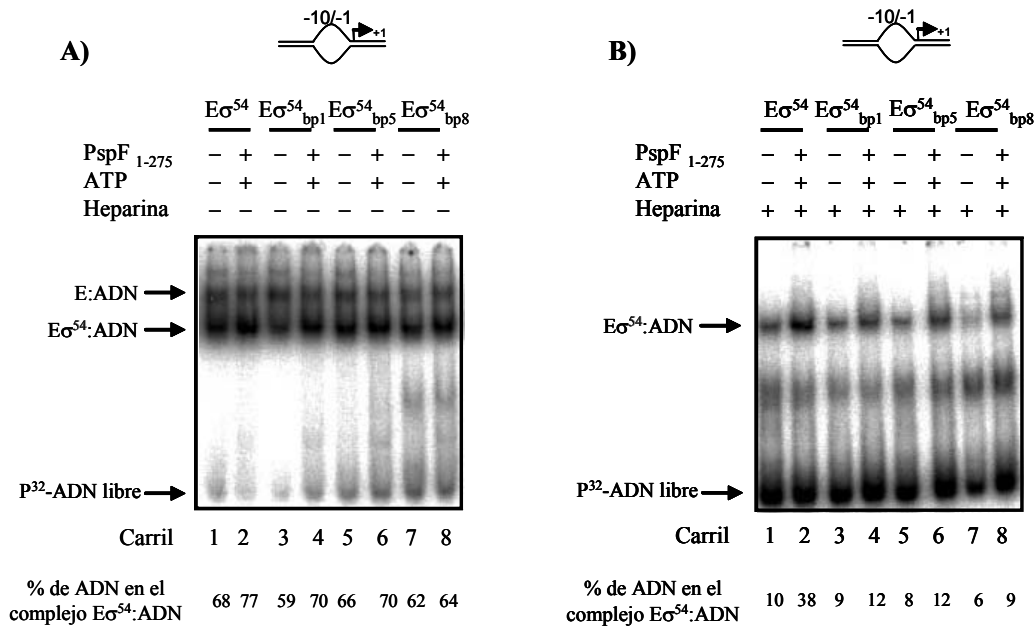 A)
-10/-1
+1
Eσ⁵⁴ Eσ⁵⁴bp1 Eσ⁵⁴bp5 Eσ⁵⁴bp8
PspF 1-275 – + – + – + – +
ATP – + – + – + – +
Heparina – – – – – – – –
E:ADN
Eσ⁵⁴:ADN
P³²-ADN libre
Carril 1 2 3 4 5 6 7 8
% de ADN en el
complejo Eσ⁵⁴:ADN 68 77 59 70 66 70 62 64
B)
-10/-1
+1
Eσ⁵⁴ Eσ⁵⁴bp1 Eσ⁵⁴bp5 Eσ⁵⁴bp8
PspF 1-275 – + – + – + – +
ATP – + – + – + – +
Heparina + + + + + + + +
Eσ⁵⁴:ADN
P³²-ADN libre
Carril 1 2 3 4 5 6 7 8
% de ADN en el
complejo Eσ⁵⁴:ADN 10 38 9 12 8 12 6 9